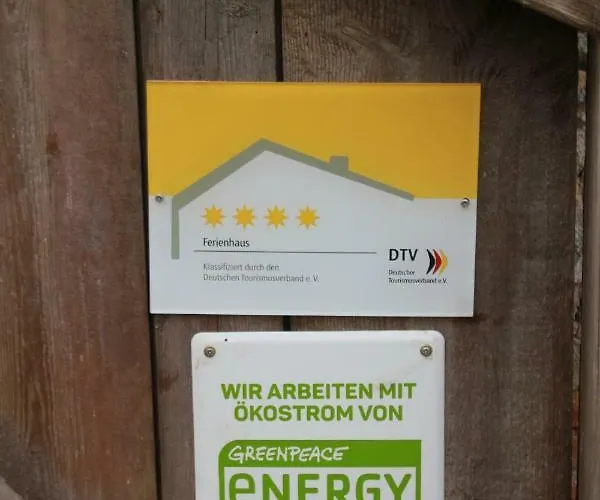 Ferienhaus
Klassifiziert durch den
Deutschen Tourismusverband e. V.
DTV
Deutscher
Tourismusverband e.V.
WIR ARBEITEN MIT
ÖKOSTROM VON
GREENPEACE
eNERGY